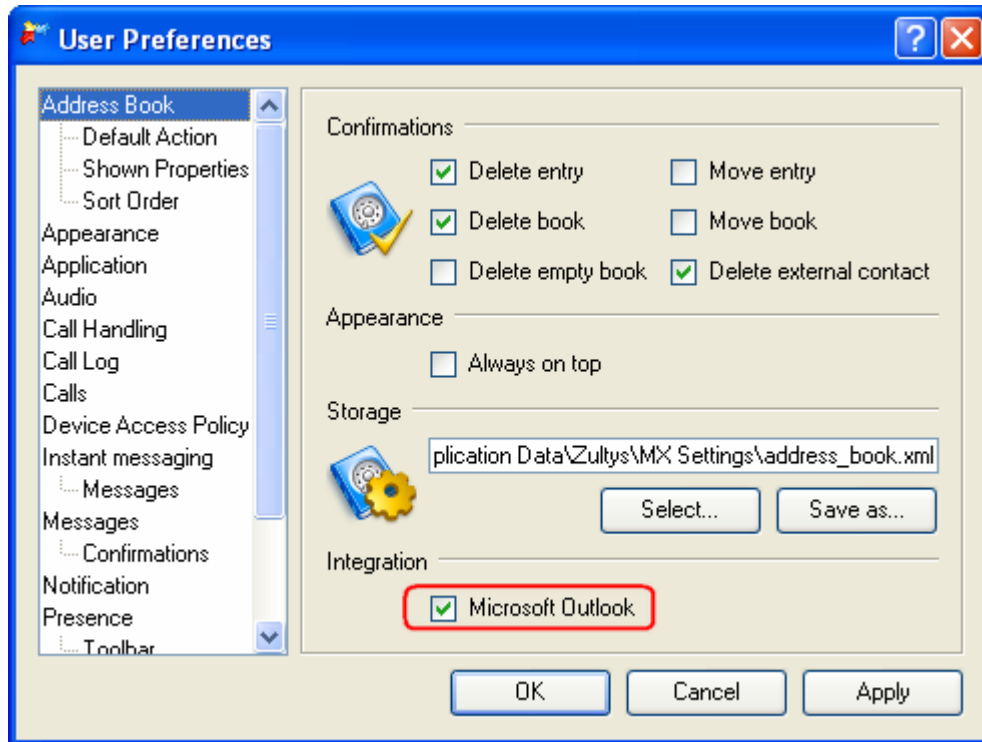 User Preferences
Address Book
Default Action
Shown Properties
Sort Order
Appearance
Application
Audio
Call Handling
Call Log
Calls
Device Access Policy
Instant messaging
Messages
Messages
Confirmations
Notification
Presence
Toolbar
Confirmations
Delete entry
Move entry
Delete book
Move book
Delete empty book
Delete external contact
Appearance
Always on top
Storage
plication Data\Zultys\MX Settings\address_book.xml
Select...
Save as...
Integration
Microsoft Outlook
OK
Cancel
Apply